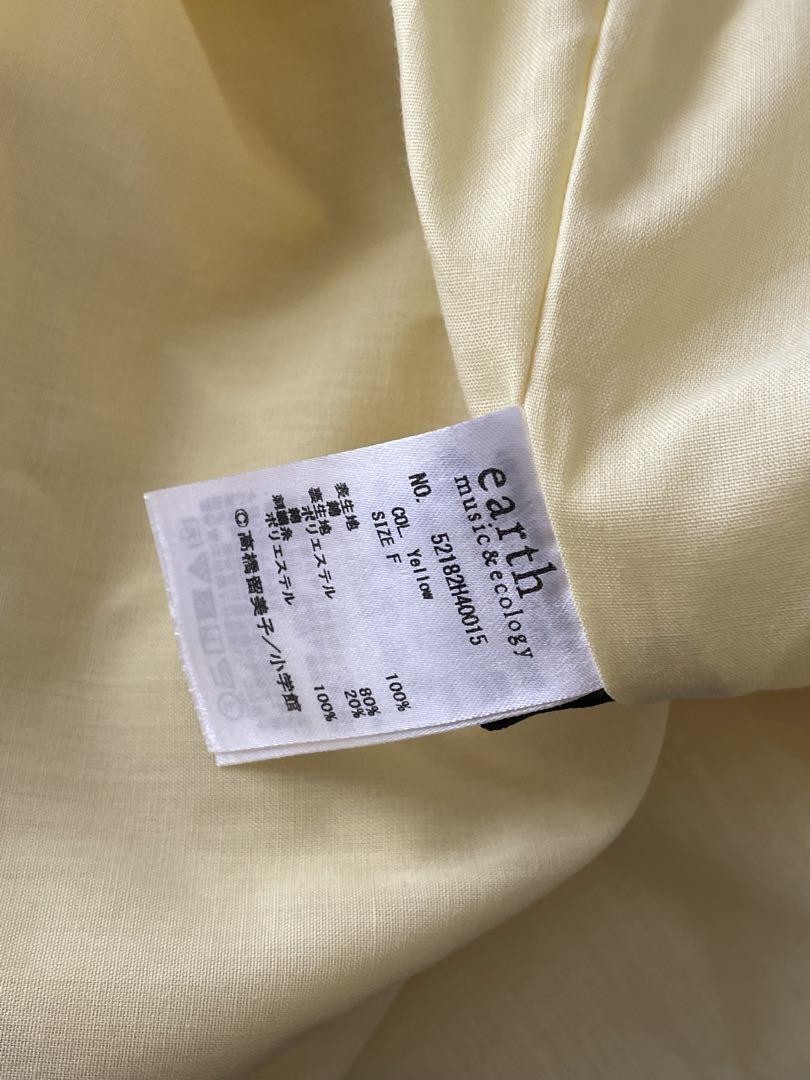 earth
music&ecology
NO. 52182H40015
COL. Yellow
SIZE F
表生地
綿 100%
表生地
綿 80%
ポリエステル 20%
刺繍糸
ポリエステル 100%
©高橋留美子／小学館